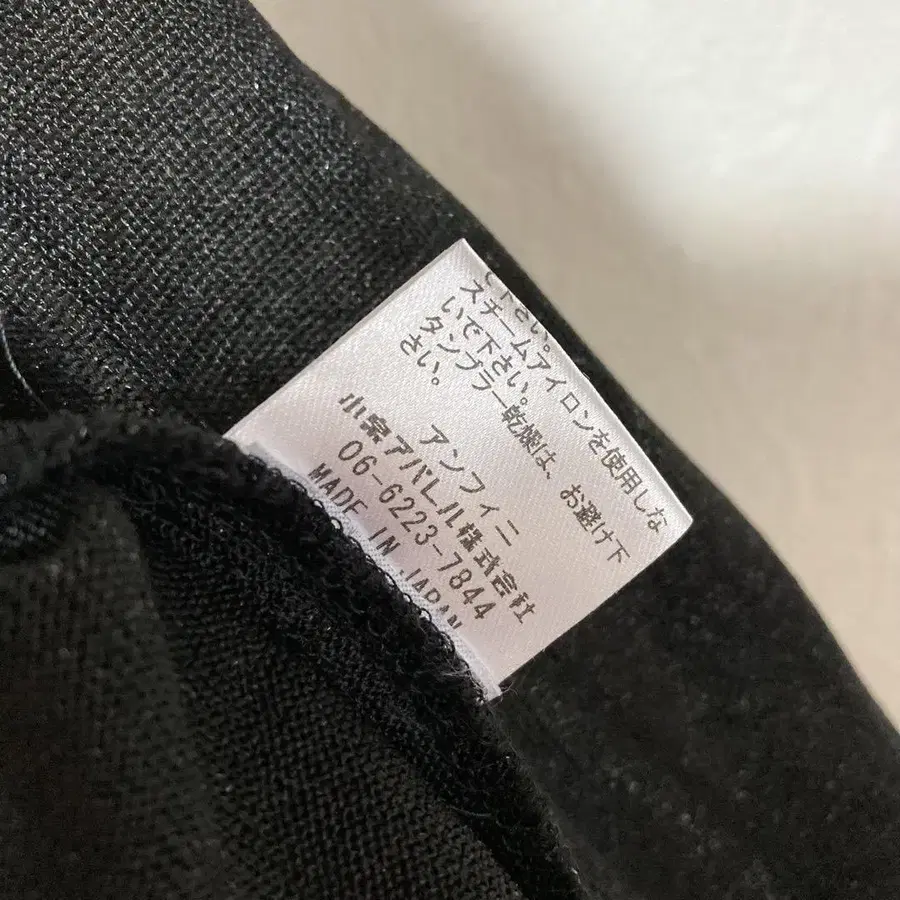 て下さい。
スチームアイロンを使用しな
いで下さい。
タンブラー乾燥は、お避け下
さい。
アンフィニ
小泉アパレル株式会社
06-6223-7844
MADE IN JAPAN